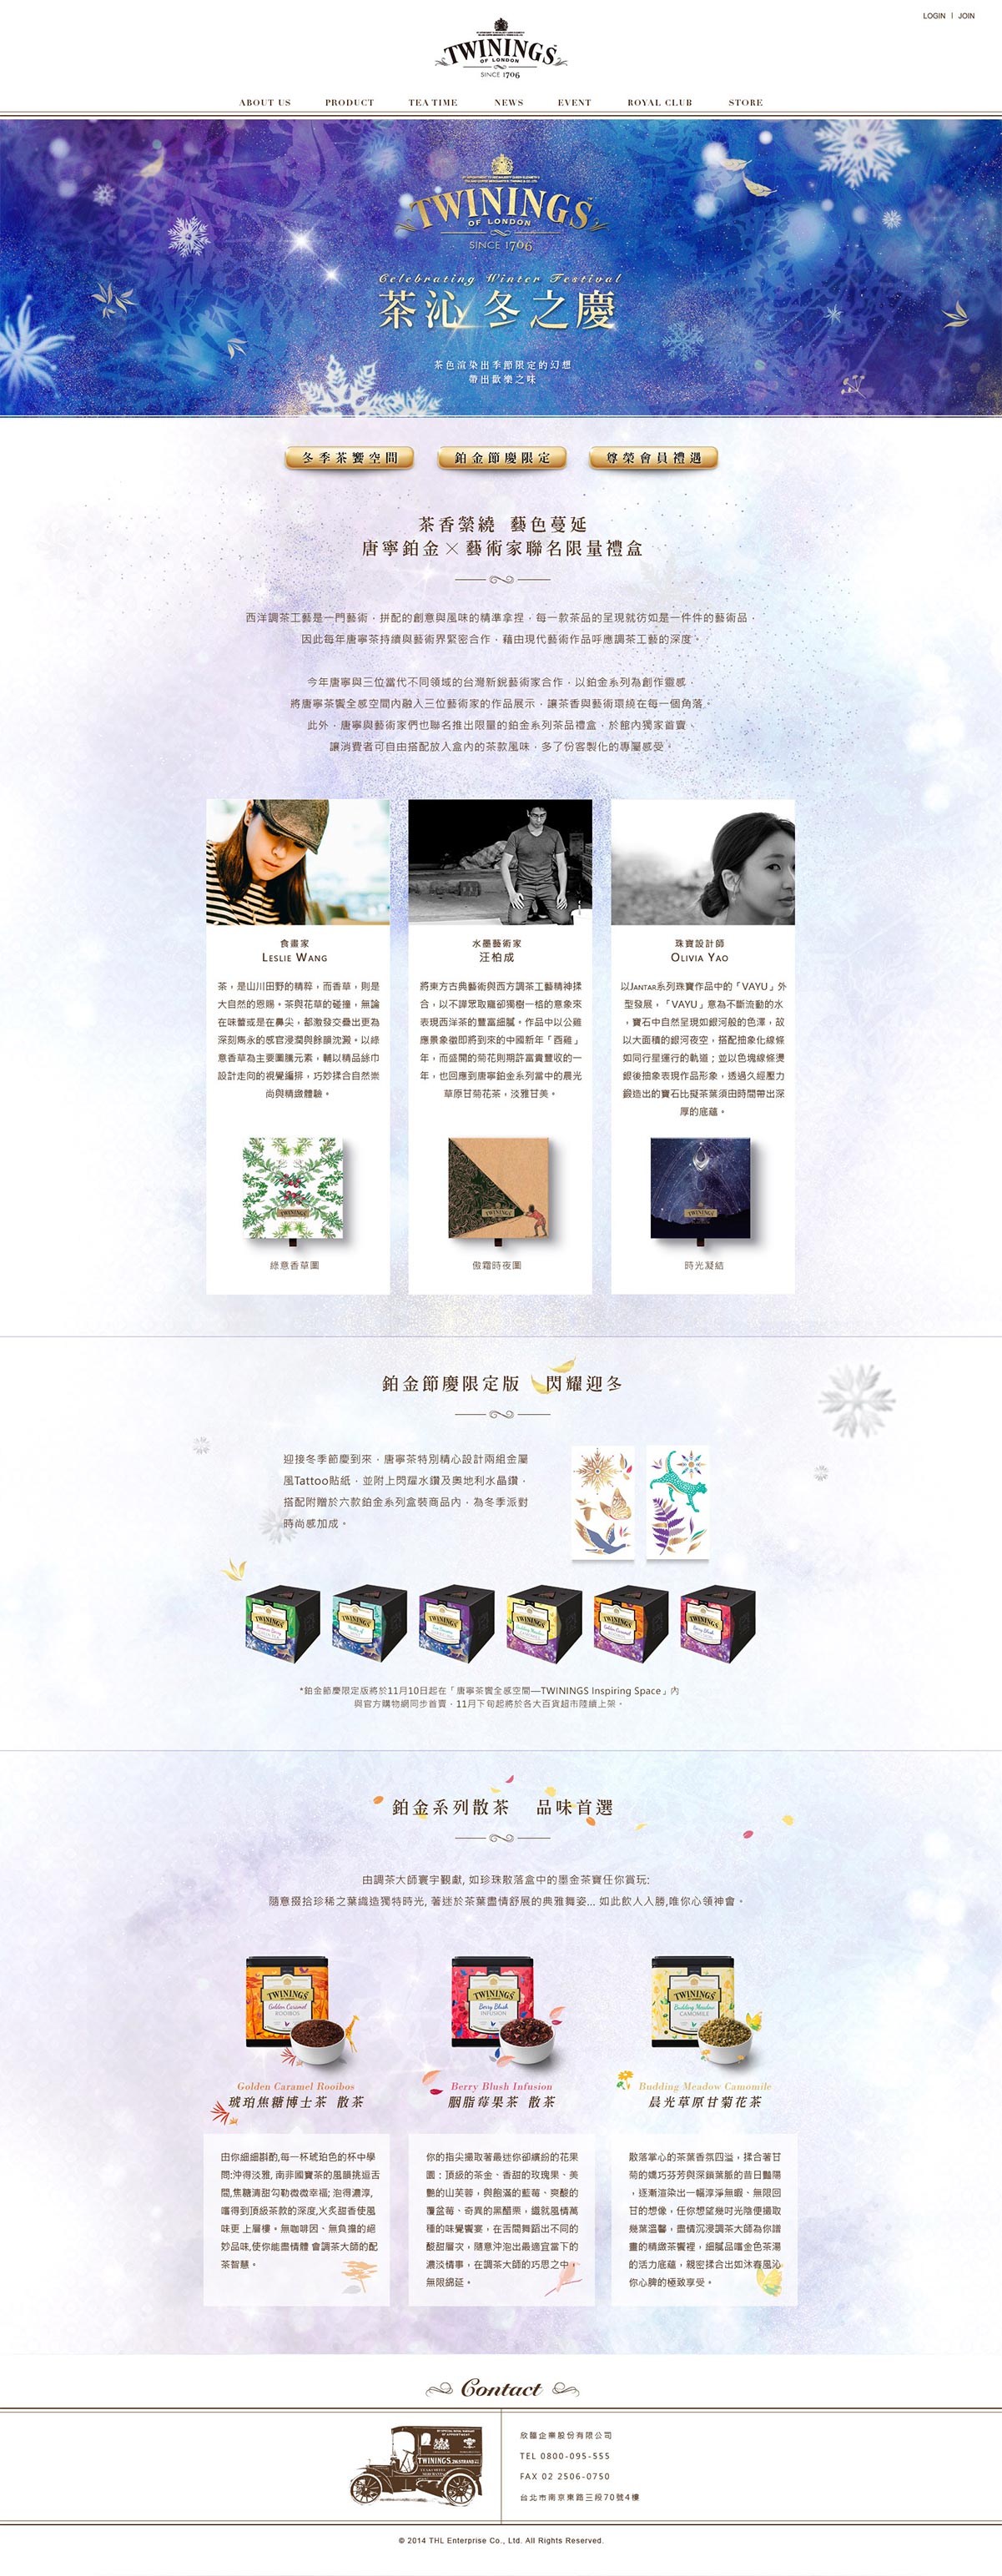 LOGIN | JOIN
TWININGS
OF LONDON
SINCE 1706
ABOUT US PRODUCT TEA TIME NEWS EVENT ROYAL CLUB STORE
TWININGS
OF LONDON
SINCE 1706
Celebrating Winter Festival
茶沁 冬之慶
茶色渲染出季節限定的幻想
帶出歡樂之味
冬季茶饗空間 鉑金節慶限定 尊榮會員禮遇
茶香縈繞 藝色蔓延
唐寧鉑金×藝術家聯名限量禮盒
西洋調茶工藝是一門藝術，拼配的創意與風味的精準拿捏，每一款茶品的呈現就彷如是一件件的藝術品，
因此每年唐寧茶持續與藝術界緊密合作，藉由現代藝術作品呼應調茶工藝的深度。
今年唐寧與三位當代不同領域的台灣新銳藝術家合作，以鉑金系列為創作靈感，
將唐寧茶饗全感空間內融入三位藝術家的作品展示，讓茶香與藝術環繞在每一個角落。
此外，唐寧與藝術家們也聯名推出限量的鉑金系列茶品禮盒，於館內獨家首賣、
讓消費者可自由搭配放入盒內的茶款風味，多了份客製化的專屬感受。
食畫家
Leslie Wang
茶，是山川田野的精粹，而香草，則是
大自然的恩賜。茶與花草的碰撞，無論
在味蕾或是在鼻尖，都激發交疊出更為
深刻雋永的感官浸潤與餘韻沈澱。以綠
意香草為主要圖騰元素，輔以精品絲巾
設計走向的視覺編排，巧妙揉合自然崇
尚與精緻體驗。
TWININGS
綠意香草圖
水墨藝術家
汪柏成
將東方古典藝術與西方調茶工藝精神揉
合，以不譁眾取寵卻獨樹一格的意象來
表現西洋茶的豐富細膩。作品中以公雞
應景象徵即將到來的中國新年「酉雞」
年，而盛開的菊花則期許富貴豐收的一
年，也回應到唐寧鉑金系列當中的晨光
草原甘菊花茶，淡雅甘美。
TWININGS
傲霜時夜圖
珠寶設計師
Olivia Yao
以Jantar系列珠寶作品中的「VAYU」外
型發展，「VAYU」意為不斷流動的水
，寶石中自然呈現如銀河般的色澤，故
以大面積的銀河夜空，搭配抽象化線條
如同行星運行的軌道；並以色塊線條燙
銀後抽象表現作品形象，透過久經壓力
鍛造出的寶石比擬茶葉須由時間帶出深
厚的底蘊。
TWININGS
時光凝結
鉑金節慶限定版 閃耀迎冬
迎接冬季節慶到來，唐寧茶特別精心設計兩組金屬
風Tattoo貼紙，並附上閃耀水鑽及奧地利水晶鑽，
搭配附贈於六款鉑金系列盒裝商品內，為冬季派對
時尚感加成。
TWININGS TWININGS TWININGS TWININGS TWININGS TWININGS
*鉑金節慶限定版將於11月10日起在「唐寧茶饗全感空間—TWININGS Inspiring Space」內
與官方購物網同步首賣，11月下旬起將於各大百貨超市陸續上架。
鉑金系列散茶 品味首選
由調茶大師寰宇覲獻, 如珍珠散落盒中的墨金茶寶任你賞玩:
隨意掇拾珍稀之葉織造獨特時光, 著迷於茶葉盡情舒展的典雅舞姿... 如此飲人入勝,唯你心領神會。
TWININGS
Golden Caramel
ROOIBOS
Golden Caramel Rooibos
琥珀焦糖博士茶 散茶
由你細細斟酌,每一杯琥珀色的杯中學
問:沖得淡雅, 南非國寶茶的風韻挑逗舌
間,焦糖清甜勾勒微微幸福; 泡得濃淳,
嚐得到頂級茶款的深度,火炙甜香使風
味更 上層樓。無咖啡因、無負擔的絕
妙品味,使你能盡情體 會調茶大師的配
茶智慧。
TWININGS
Berry Blush
INFUSION
Berry Blush Infusion
胭脂莓果茶 散茶
你的指尖擷取著最迷你卻繽紛的花果
園：頂級的茶金、香甜的玫瑰果、美
艷的山芙蓉，與飽滿的藍莓、爽酸的
覆盆莓、奇異的黑醋栗，織就風情萬
種的味覺饗宴，在舌間舞蹈出不同的
酸甜層次，隨意沖泡出最適宜當下的
濃淡情事，在調茶大師的巧思之中，
無限綿延。
TWININGS
Budding Meadow
CAMOMILE
Budding Meadow Camomile
晨光草原甘菊花茶
散落掌心的茶葉香氛四溢，揉合著甘
菊的嬌巧芬芳與深鎖葉脈的昔日豔陽
，逐漸渲染出一幅淳淨無暇、無限回
甘的想像，任你想望幾吋光陰便擷取
幾葉溫馨，盡情沉浸調茶大師為你譜
畫的精緻茶饗裡，細膩品嚐金色茶湯
的活力底蘊，親密揉合出如沐春風沁
你心脾的極致享受。
Contact
TWININGS
欣臨企業股份有限公司
TEL 0800-095-555
FAX 02 2506-0750
台北市南京東路三段70號4樓
© 2014 THL Enterprise Co., Ltd. All Rights Reserved.